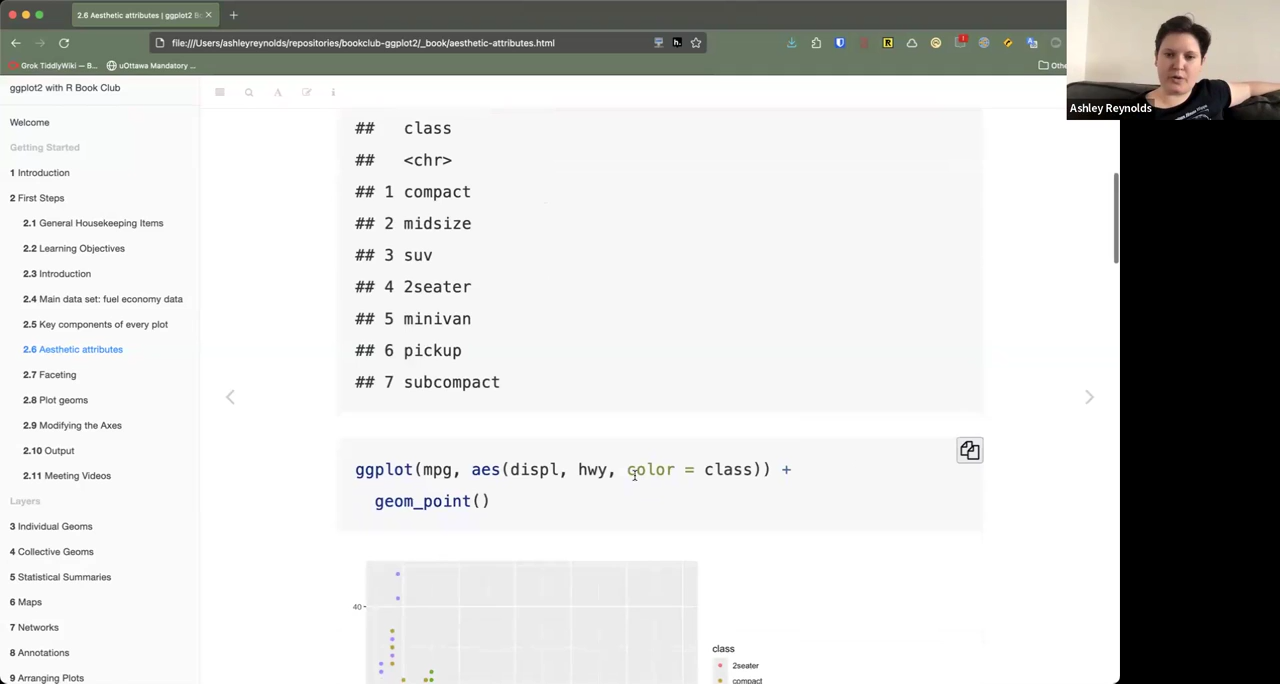 2.6 Aesthetic attributes | ggplot2 B
file:///Users/ashleyreynolds/repositories/bookclub-ggplot2/_book/aesthetic-attributes.html
Grok TiddlyWiki — B...
uOttawa Mandatory ...
Othe
Ashley Reynolds
ggplot2 with R Book Club
Welcome
Getting Started
1 Introduction
2 First Steps
2.1 General Housekeeping Items
2.2 Learning Objectives
2.3 Introduction
2.4 Main data set: fuel economy data
2.5 Key components of every plot
2.6 Aesthetic attributes
2.7 Faceting
2.8 Plot geoms
2.9 Modifying the Axes
2.10 Output
2.11 Meeting Videos
Layers
3 Individual Geoms
4 Collective Geoms
5 Statistical Summaries
6 Maps
7 Networks
8 Annotations
9 Arranging Plots
## class
## <chr>
## 1 compact
## 2 midsize
## 3 suv
## 4 2seater
## 5 minivan
## 6 pickup
## 7 subcompact
ggplot(mpg, aes(displ, hwy, color = class)) +
geom_point()
40
class
2seater
compact